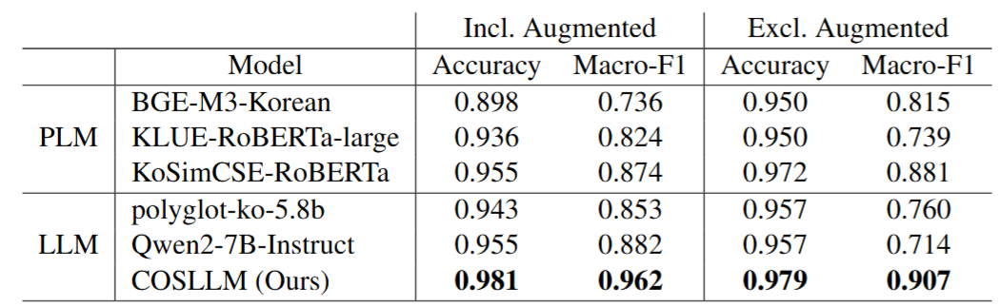 Incl. Augmented Excl. Augmented
Model Accuracy Macro-F1 Accuracy Macro-F1
BGE-M3-Korean 0.898 0.736 0.950 0.815
PLM KLUE-RoBERTa-large 0.936 0.824 0.950 0.739
KoSimCSE-RoBERTa 0.955 0.874 0.972 0.881
polyglot-ko-5.8b 0.943 0.853 0.957 0.760
LLM Qwen2-7B-Instruct 0.955 0.882 0.957 0.714
COSLLM (Ours) 0.981 0.962 0.979 0.907